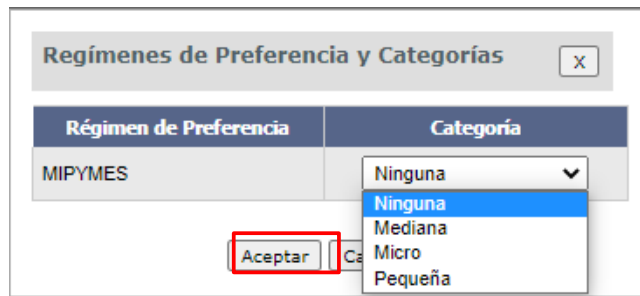 Regímenes de Preferencia y Categorías X
Régimen de Preferencia Categoría
MIPYMES Ninguna
Ninguna
Mediana
Micro
Pequeña
Aceptar